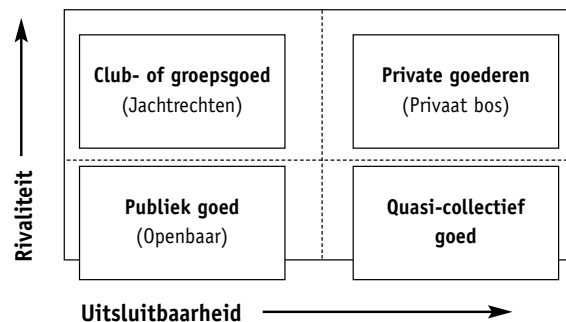 Club- of groepsgoed
(Jachtrechten)
Private goederen
(Privaat bos)
Publiek goed
(Openbaar)
Quasi-collectief
goed
Rivaliteit
Uitsluitbaarheid